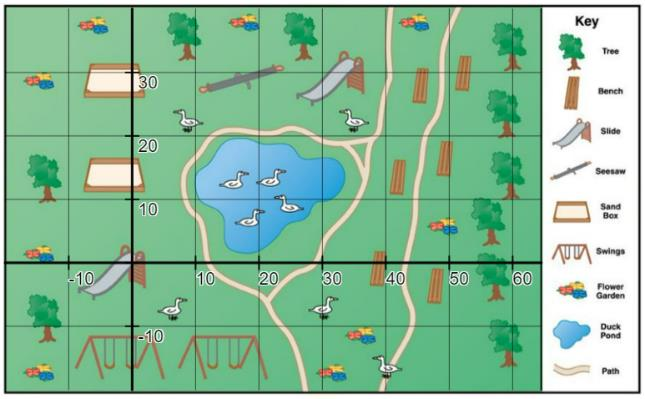 Key
Tree
Bench
Slide
Seesaw
Sand
Box
Swings
Flower
Garden
Duck
Pond
Path
30
20
10
-10 10 20 30 40 50 60
-10